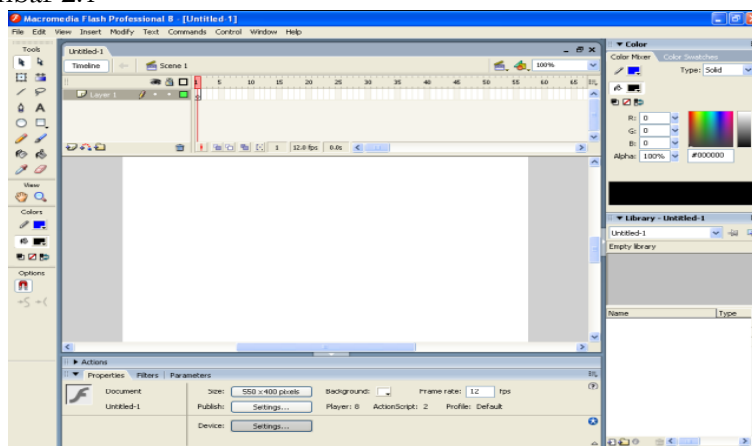 Macromedia Flash Professional 8 - [Untitled-1]
File Edit View Insert Modify Text Commands Control Window Help
Tools
View
Colors
Options
Untitled-1
Timeline
Scene 1
100%
1 5 10 15 20 25 30 35 40 45 50 55 60 65
Layer 1
1 12.0 fps 0.0s
Actions
Properties Filters Parameters
Document
Untitled-1
Size: 550 x 400 pixels
Background:
Frame rate: 12 fps
Publish: Settings...
Player: 8 ActionScript: 2 Profile: Default
Device: Settings...
Color
Color Mixer Color Swatches
Type: Solid
R: 0
G: 0
B: 0
Alpha: 100%
#000000
Library - Untitled-1
Untitled-1
Empty library
Name Type